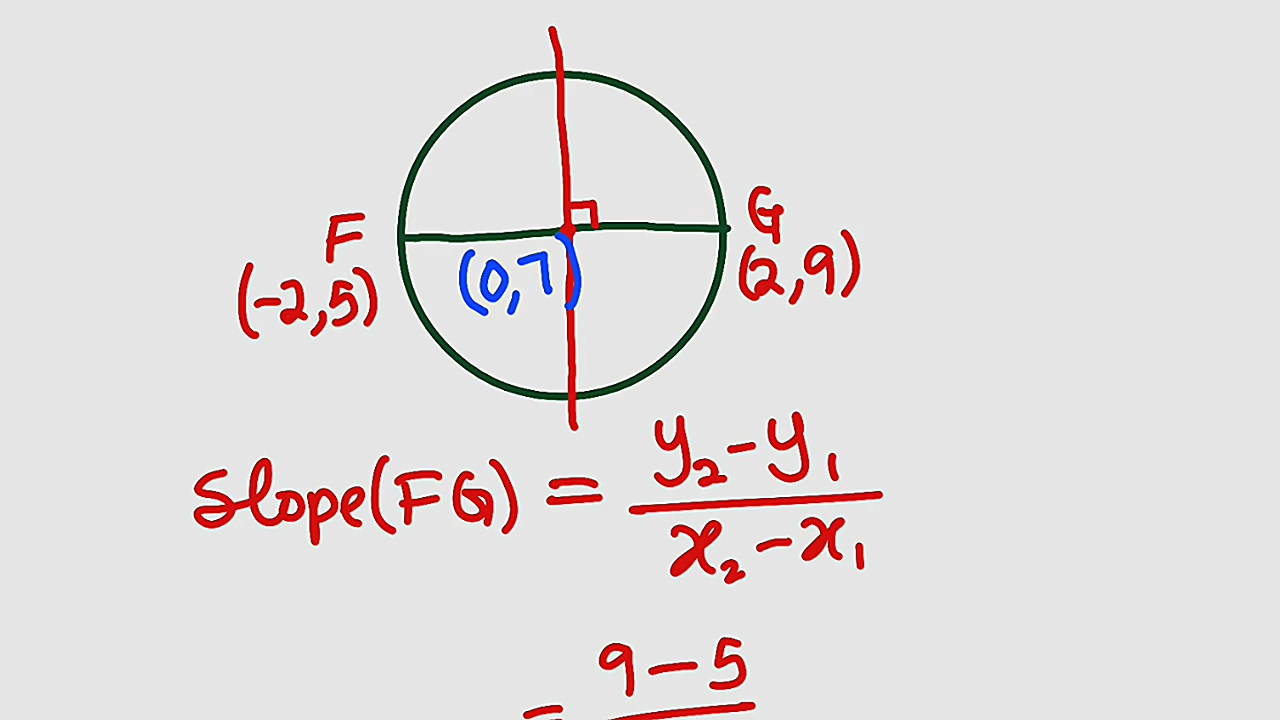 F
G
(-2,5)
(0,7)
(2,9)
Slope(FG) = y₂-y₁
x₂-x₁
= 9-5